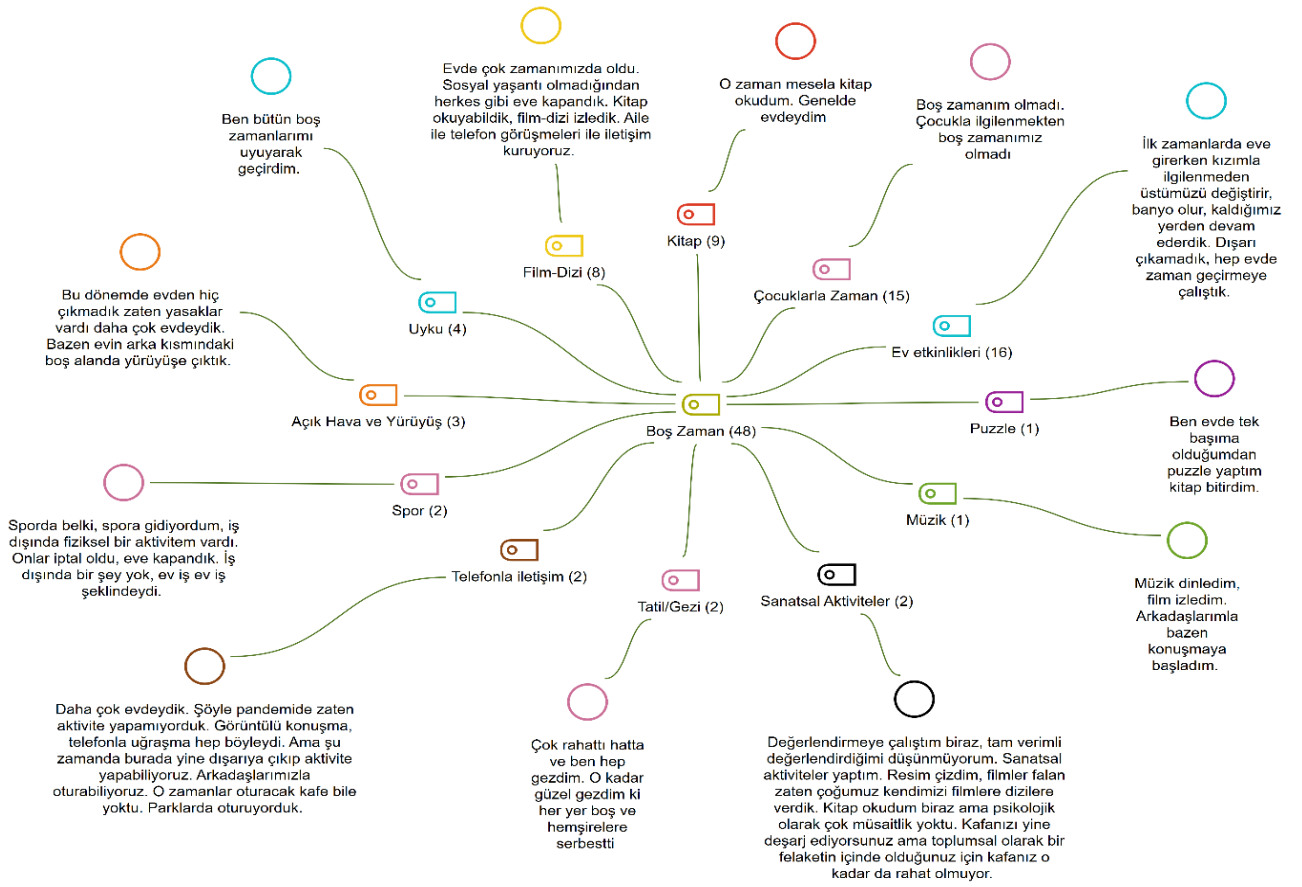 Evde çok zamanımızda oldu.
Sosyal yaşantı olmadığından
herkes gibi eve kapandık. Kitap
okuyabildik, film-dizi izledik. Aile
ile telefon görüşmeleri ile iletişim
kuruyoruz.
O zaman mesela kitap
okudum. Genelde
evdeydim
Boş zamanım olmadı.
Çocukla ilgilenmekten
boş zamanımız
olmadı
Ben bütün boş
zamanlarımı
uyuyarak
geçirdim.
İlk zamanlarda eve
girerken kızımla
ilgilenmeden
üstümüzü değiştirir,
banyo olur, kaldığımız
yerden devam
ederdik. Dışarı
çıkamadık, hep evde
zaman geçirmeye
çalıştık.
Kitap (9)
Film-Dizi (8)
Çocuklarla Zaman (15)
Bu dönemde evden hiç
çıkmadık zaten yasaklar
vardı daha çok evdeydik.
Bazen evin arka kısmındaki
boş alanda yürüyüşe çıktık.
Uyku (4)
Ev etkinlikleri (16)
Açık Hava ve Yürüyüş (3)
Boş Zaman (48)
Puzzle (1)
Ben evde tek
başıma
olduğumdan
puzzle yaptım
kitap bitirdim.
Spor (2)
Müzik (1)
Sporda belki, spora gidiyordum, iş
dışında fiziksel bir aktivitem vardı.
Onlar iptal oldu, eve kapandık. İş
dışında bir şey yok, ev iş ev iş
şeklindeydi.
Telefonla iletişim (2)
Tatil/Gezi (2)
Sanatsal Aktiviteler (2)
Müzik dinledim,
film izledim.
Arkadaşlarımla
bazen
konuşmaya
başladım.
Daha çok evdeydik. Şöyle pandemide zaten
aktivite yapamıyorduk. Görüntülü konuşma,
telefonla uğraşma hep böyleydi. Ama şu
zamanda burada yine dışarıya çıkıp aktivite
yapabiliyoruz. Arkadaşlarımızla
oturabiliyoruz. O zamanlar oturacak kafe bile
yoktu. Parklarda oturuyorduk.
Çok rahattı hatta
ve ben hep
gezdim. O kadar
güzel gezdim ki
her yer boş ve
hemşirelere
serbestti
Değerlendirmeye çalıştım biraz, tam verimli
değerlendirdiğimi düşünmüyorum. Sanatsal
aktiviteler yaptım. Resim çizdim, filmler falan
zaten çoğumuz kendimizi filmlere dizilere
verdik. Kitap okudum biraz ama psikolojik
olarak çok müsaitlik yoktu. Kafanızı yine
deşarj ediyorsunuz ama toplumsal olarak bir
felaketin içinde olduğunuz için kafanız o
kadar da rahat olmuyor.